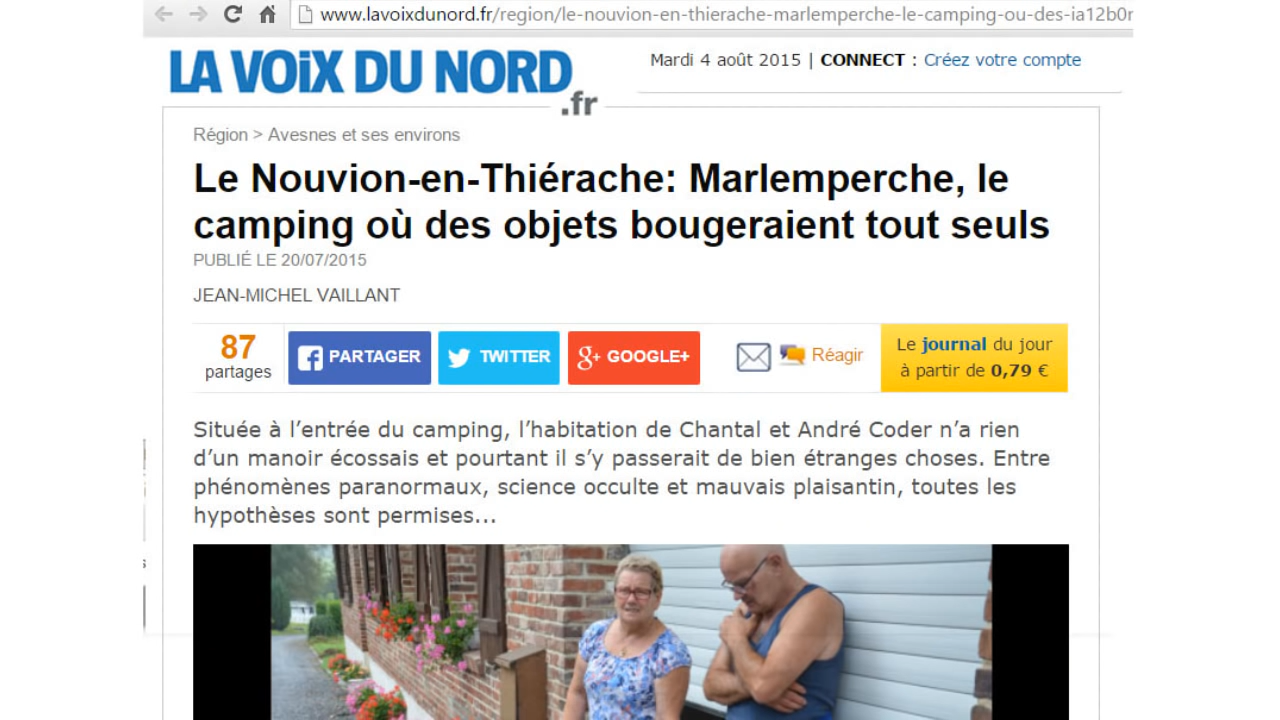 www.lavoixdunord.fr/region/le-nouvion-en-thierache-marlemperche-le-camping-ou-des-ia12b0r
LA VOiX DU NORD
.fr
Mardi 4 août 2015 | CONNECT : Créez votre compte
Région > Avesnes et ses environs
Le Nouvion-en-Thiérache: Marlemperche, le
camping où des objets bougeraient tout seuls
PUBLIÉ LE 20/07/2015
JEAN-MICHEL VAILLANT
87
partages
f PARTAGER
TWITTER
g+ GOOGLE+
Réagir
Le journal du jour
à partir de 0,79 €
Située à l’entrée du camping, l’habitation de Chantal et André Coder n’a rien
d’un manoir écossais et pourtant il s’y passerait de bien étranges choses. Entre
phénomènes paranormaux, science occulte et mauvais plaisantin, toutes les
hypothèses sont permises...
s